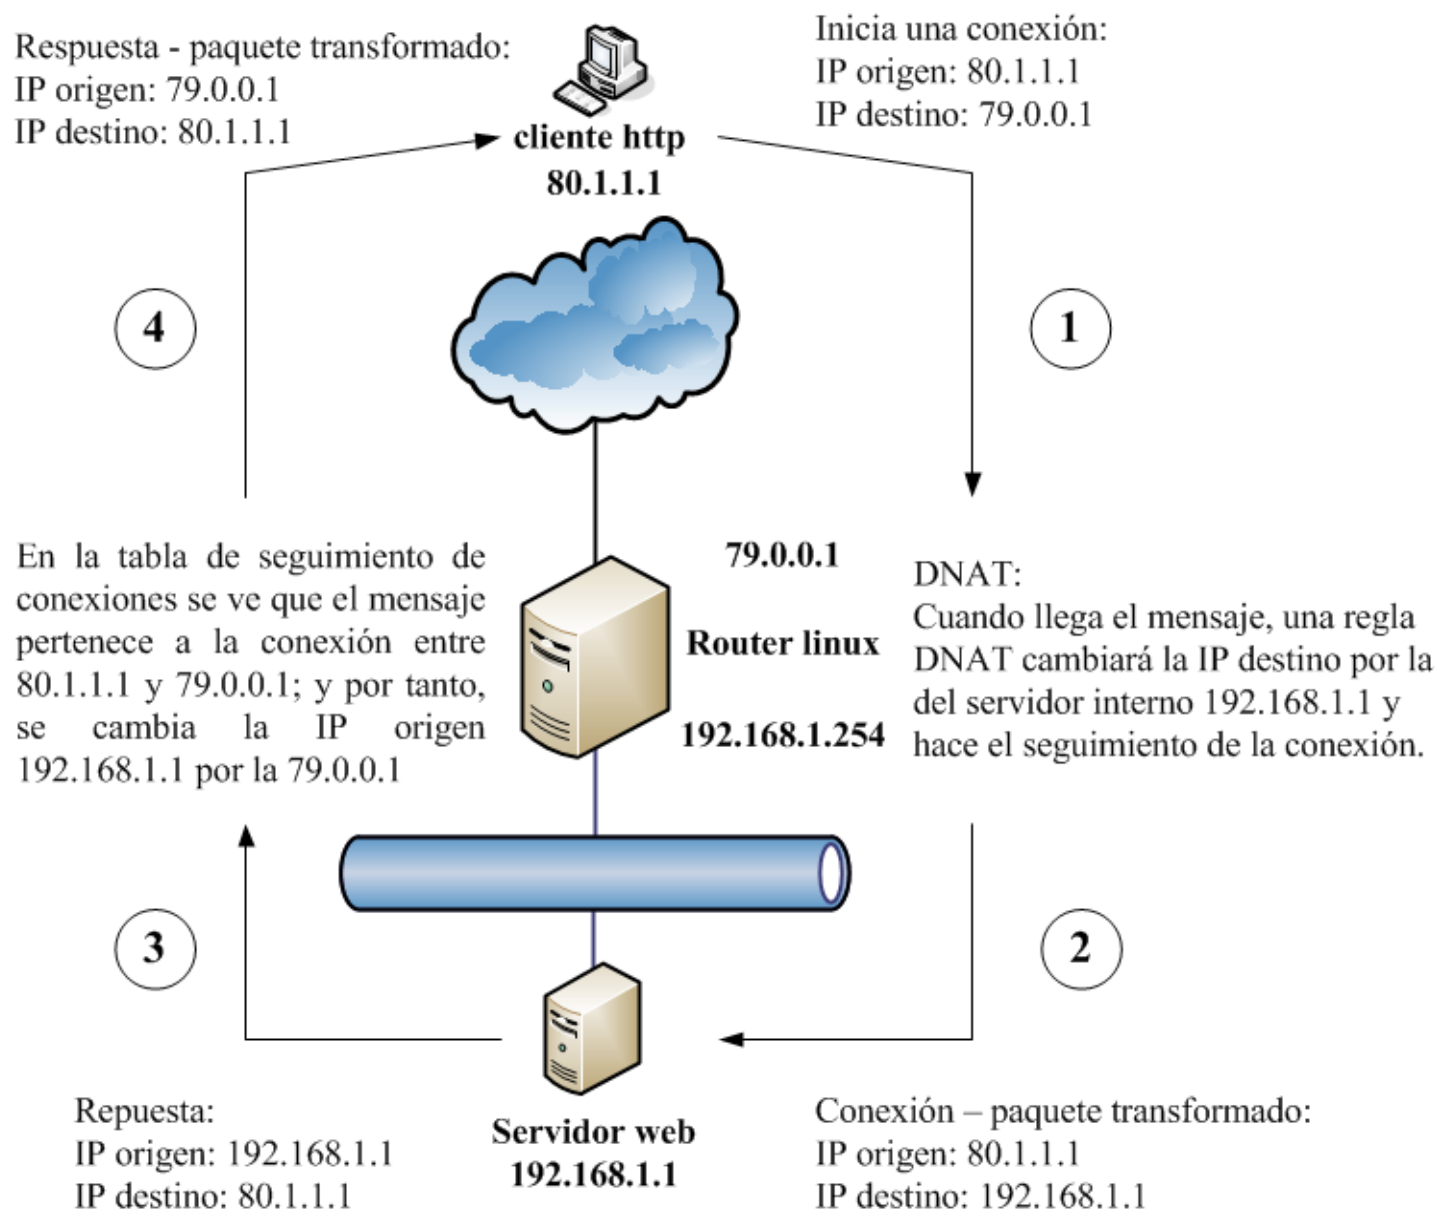 Respuesta - paquete transformado:
IP origen: 79.0.0.1
IP destino: 80.1.1.1
Inicia una conexión:
IP origen: 80.1.1.1
IP destino: 79.0.0.1
cliente http
80.1.1.1
4
1
En la tabla de seguimiento de
conexiones se ve que el mensaje
pertenece a la conexión entre
80.1.1.1 y 79.0.0.1; y por tanto,
se cambia la IP origen
192.168.1.1 por la 79.0.0.1
79.0.0.1
Router linux
192.168.1.254
DNAT:
Cuando llega el mensaje, una regla
DNAT cambiará la IP destino por la
del servidor interno 192.168.1.1 y
hace el seguimiento de la conexión.
3
2
Repuesta:
IP origen: 192.168.1.1
IP destino: 80.1.1.1
Servidor web
192.168.1.1
Conexión – paquete transformado:
IP origen: 80.1.1.1
IP destino: 192.168.1.1